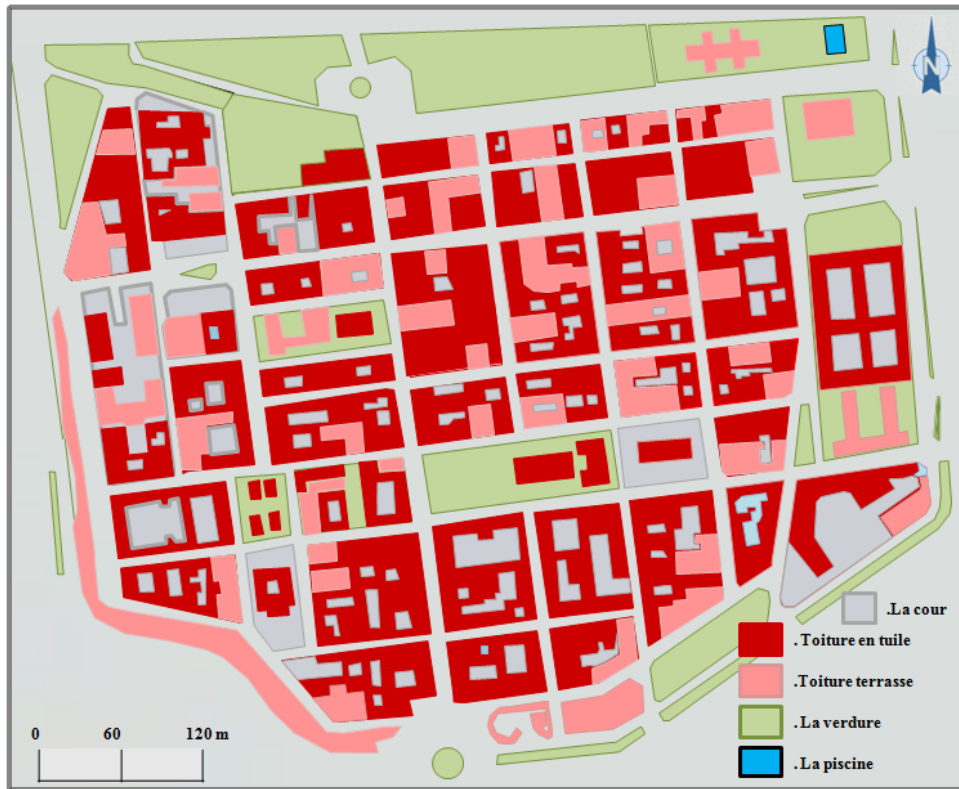 N
.La cour
.Toiture en tuile
.Toiture terrasse
.La verdure
.La piscine
0 60 120 m